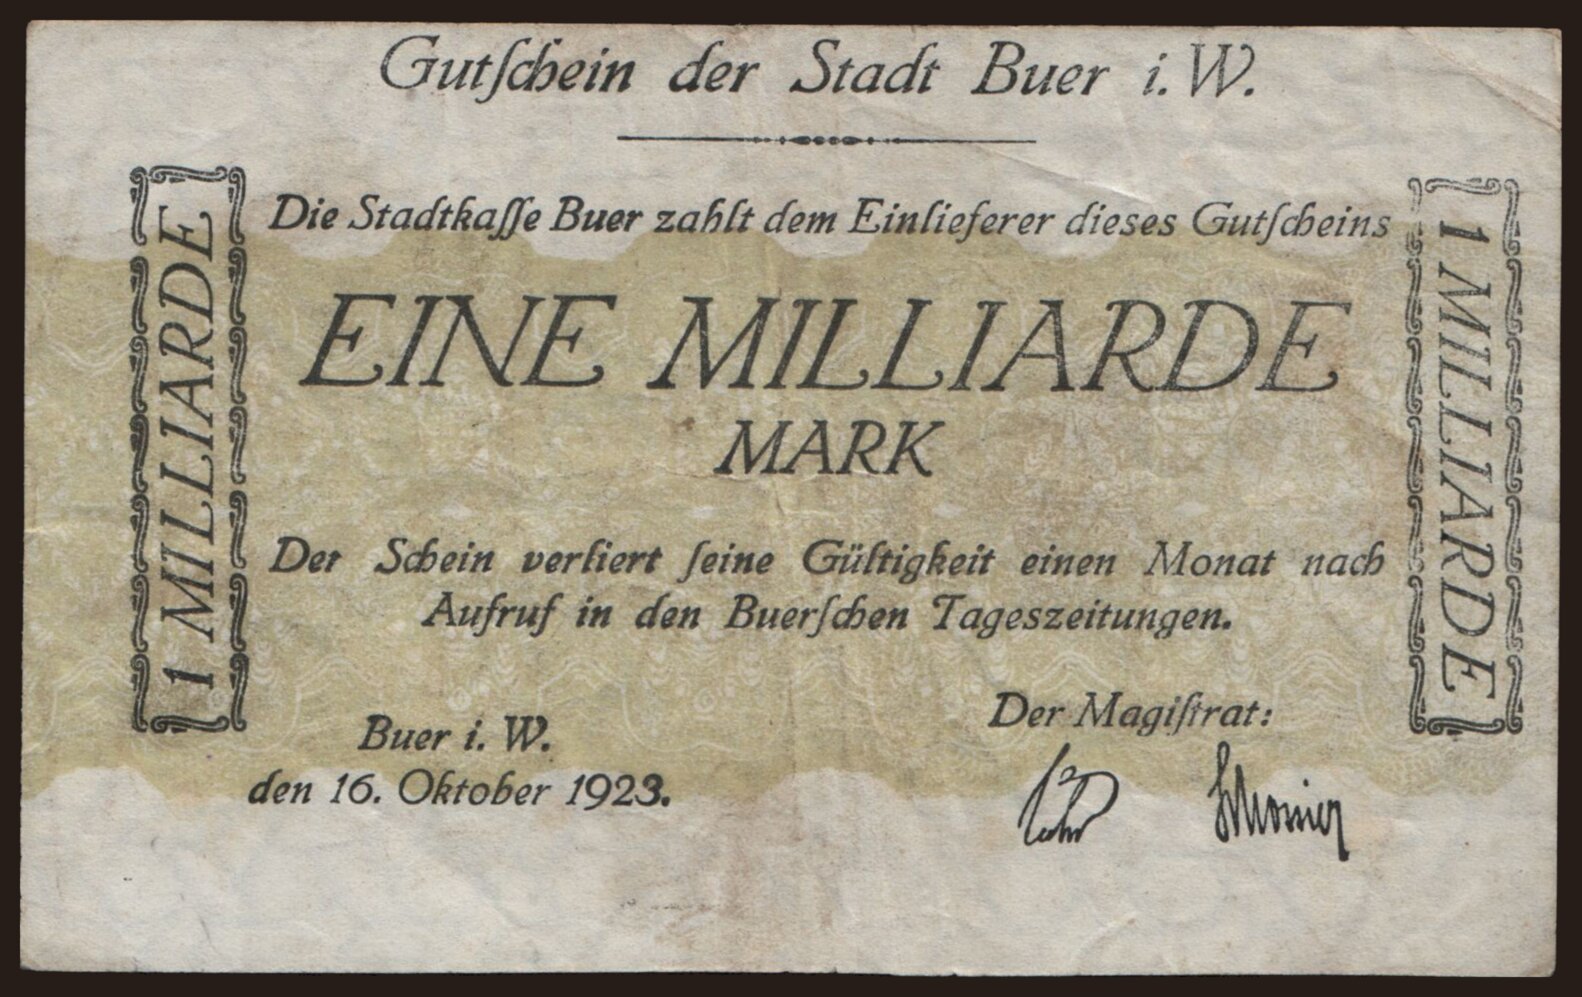 Gutſchein der Stadt Buer i. W.
Die Stadtkaſſe Buer zahlt dem Einlieferer dieses Gutſcheins
EINE MILLIARDE
MARK
Der Schein verliert ſeine Gültigkeit einen Monat nach
Aufruf in den Buerſchen Tageszeitungen.
Buer i. W.
den 16. Oktober 1923.
Der Magiſtrat:
1 MILLIARDE
1 MILLIARDE